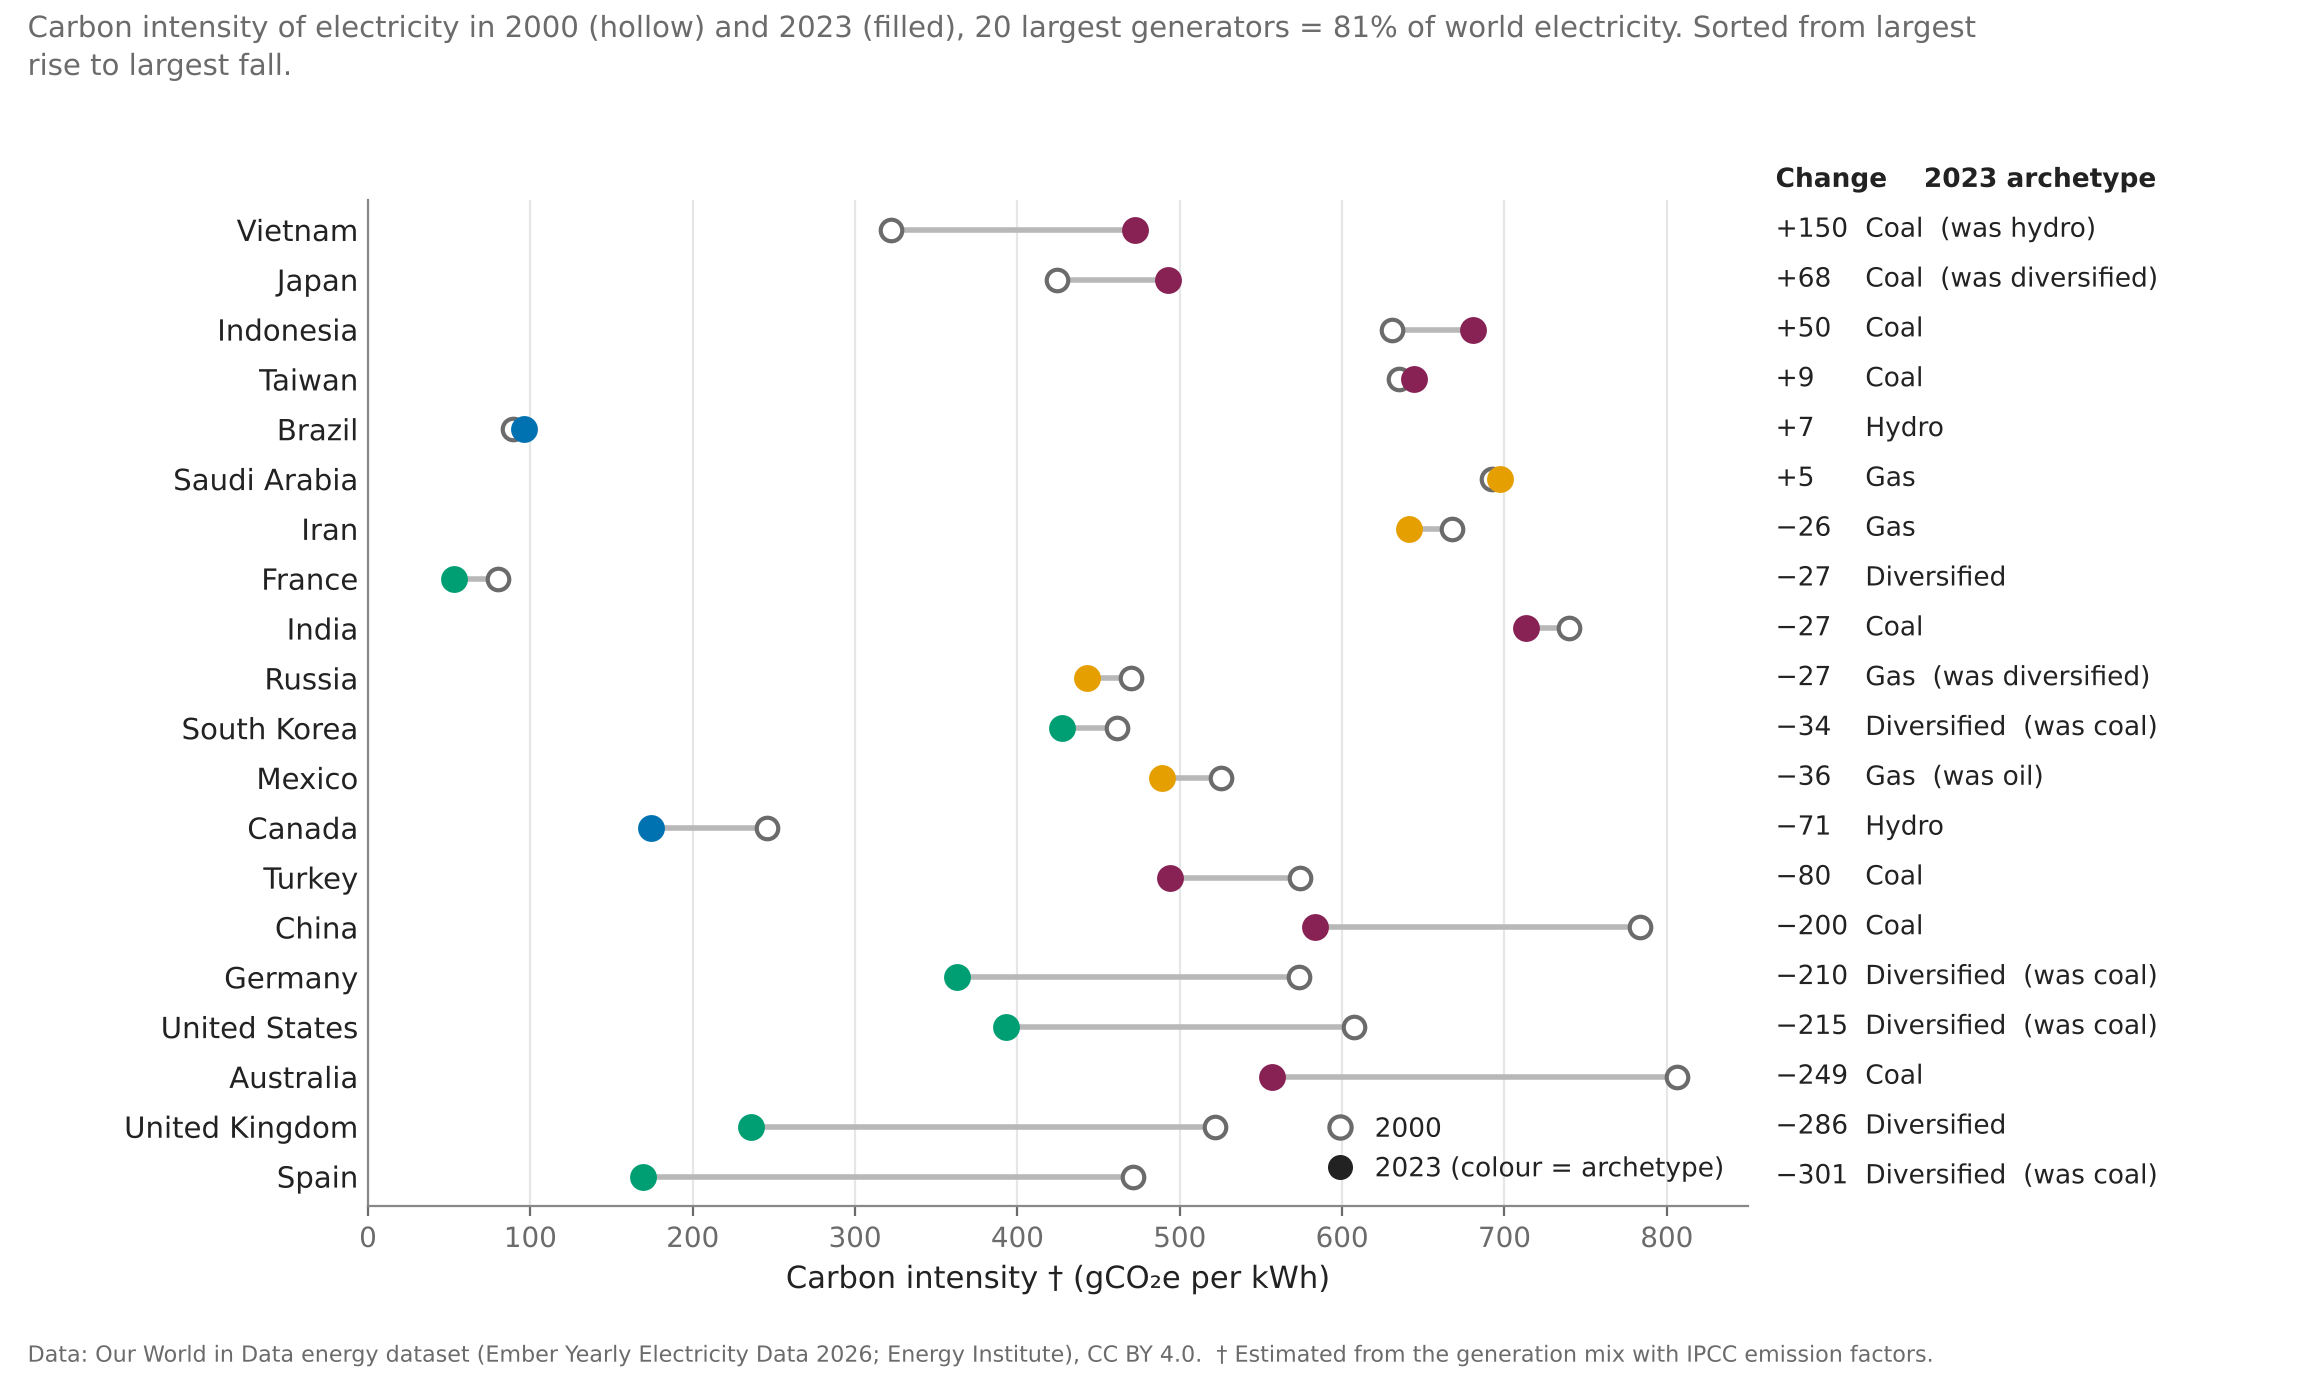 Carbon intensity of electricity in 2000 (hollow) and 2023 (filled), 20 largest generators = 81% of world electricity. Sorted from largest
rise to largest fall.
Change 2023 archetype
Vietnam +150 Coal (was hydro)
Japan +68 Coal (was diversified)
Indonesia +50 Coal
Taiwan +9 Coal
Brazil +7 Hydro
Saudi Arabia +5 Gas
Iran −26 Gas
France −27 Diversified
India −27 Coal
Russia −27 Gas (was diversified)
South Korea −34 Diversified (was coal)
Mexico −36 Gas (was oil)
Canada −71 Hydro
Turkey −80 Coal
China −200 Coal
Germany −210 Diversified (was coal)
United States −215 Diversified (was coal)
Australia −249 Coal
United Kingdom 2000 −286 Diversified
2023 (colour = archetype)
Spain −301 Diversified (was coal)
0 100 200 300 400 500 600 700 800
Carbon intensity † (gCO₂e per kWh)
Data: Our World in Data energy dataset (Ember Yearly Electricity Data 2026; Energy Institute), CC BY 4.0. † Estimated from the generation mix with IPCC emission factors.